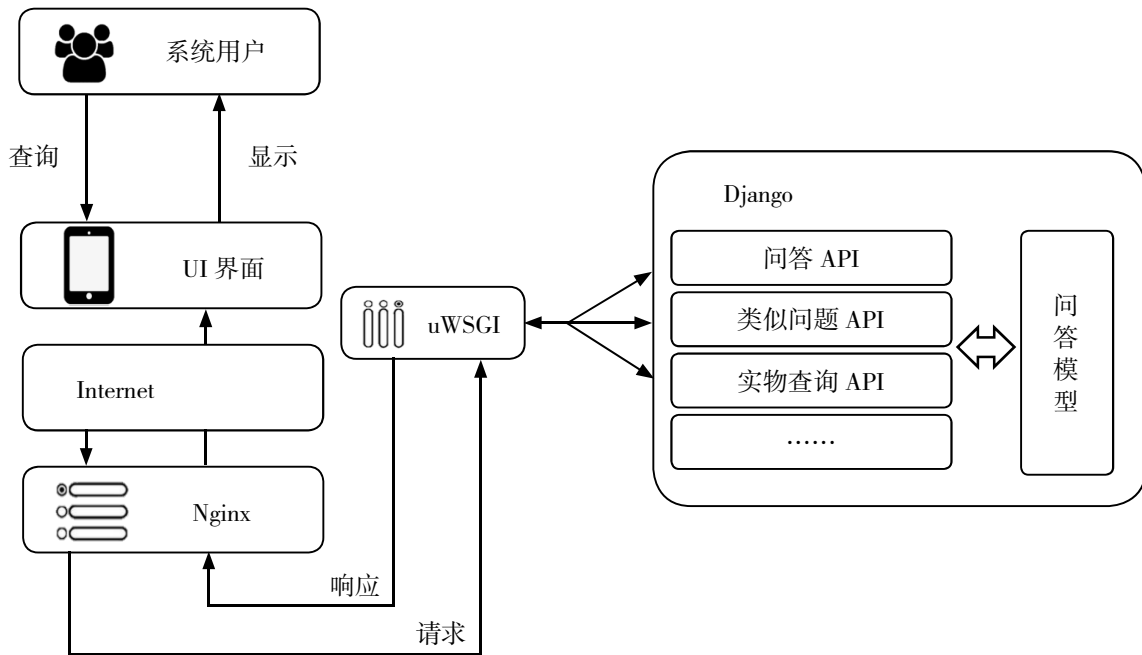 系统用户
查询
显示
UI 界面
Internet
Nginx
响应
请求
uWSGI
Django
问答 API
类似问题 API
实物查询 API
……
问
答
模
型